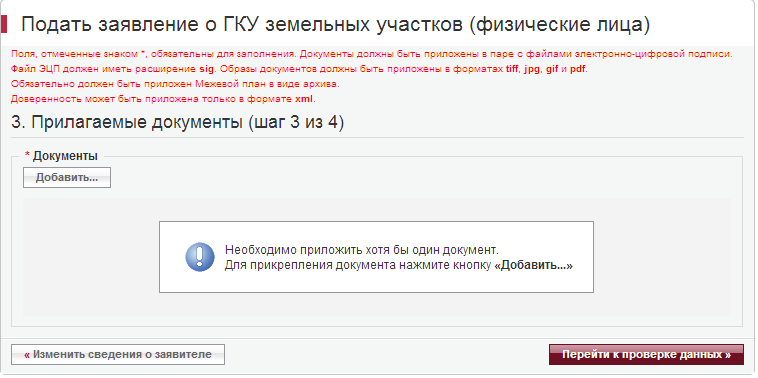 Подать заявление о ГКУ земельных участков (физические лица)
Поля, отмеченные знаком *, обязательны для заполнения. Документы должны быть приложены в паре с файлами электронно-цифровой подписи.
Файл ЭЦП должен иметь расширение sig. Образы документов должны быть приложены в форматах tiff, jpg, gif и pdf.
Обязательно должен быть приложен Межевой план в виде архива.
Доверенность может быть приложена только в формате xml.
3. Прилагаемые документы (шаг 3 из 4)
* Документы
Добавить...
Необходимо приложить хотя бы один документ.
Для прикрепления документа нажмите кнопку «Добавить...»
« Изменить сведения о заявителе
Перейти к проверке данных »